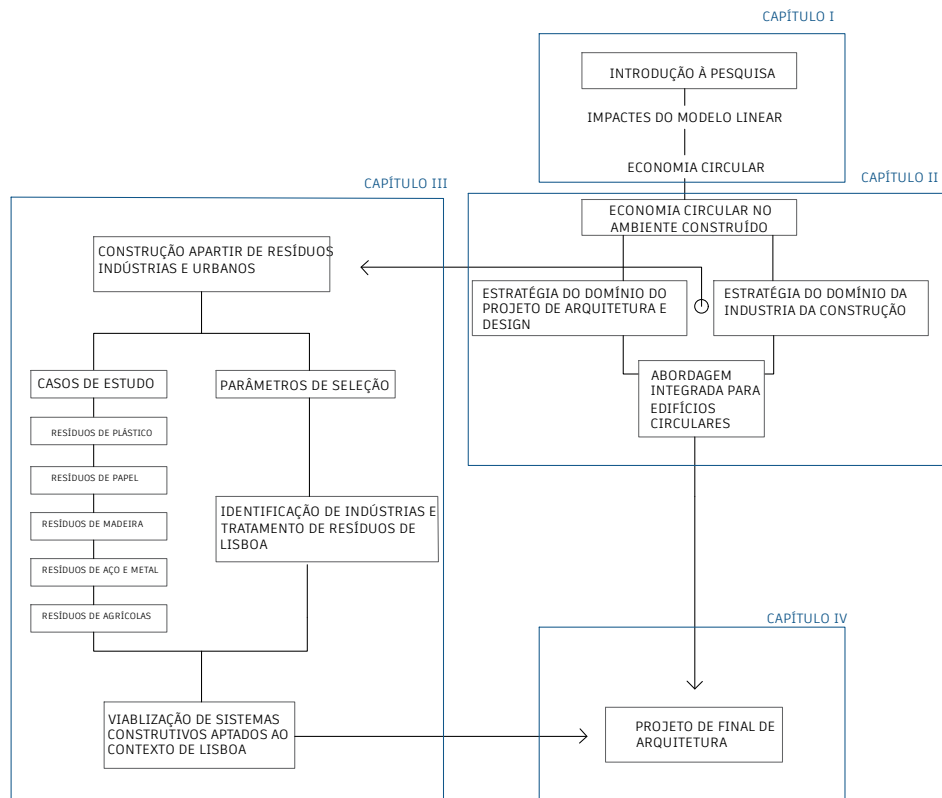 CAPÍTULO I
INTRODUÇÃO À PESQUISA
IMPACTES DO MODELO LINEAR
ECONOMIA CIRCULAR
CAPÍTULO II
ECONOMIA CIRCULAR NO
AMBIENTE CONSTRUÍDO
ESTRATÉGIA DO DOMÍNIO DO
PROJETO DE ARQUITETURA E
DESIGN
ESTRATÉGIA DO DOMÍNIO DA
INDUSTRIA DA CONSTRUÇÃO
ABORDAGEM
INTEGRADA PARA
EDIFÍCIOS
CIRCULARES
CAPÍTULO III
CONSTRUÇÃO APARTIR DE RESÍDUOS
INDÚSTRIAS E URBANOS
CASOS DE ESTUDO
RESÍDUOS DE PLÁSTICO
RESÍDUOS DE PAPEL
RESÍDUOS DE MADEIRA
RESÍDUOS DE AÇO E METAL
RESÍDUOS DE AGRÍCOLAS
PARÂMETROS DE SELEÇÃO
IDENTIFICAÇÃO DE INDÚSTRIAS E
TRATAMENTO DE RESÍDUOS DE
LISBOA
VIABLIZAÇÃO DE SISTEMAS
CONSTRUTIVOS APTADOS AO
CONTEXTO DE LISBOA
CAPÍTULO IV
PROJETO DE FINAL DE
ARQUITETURA